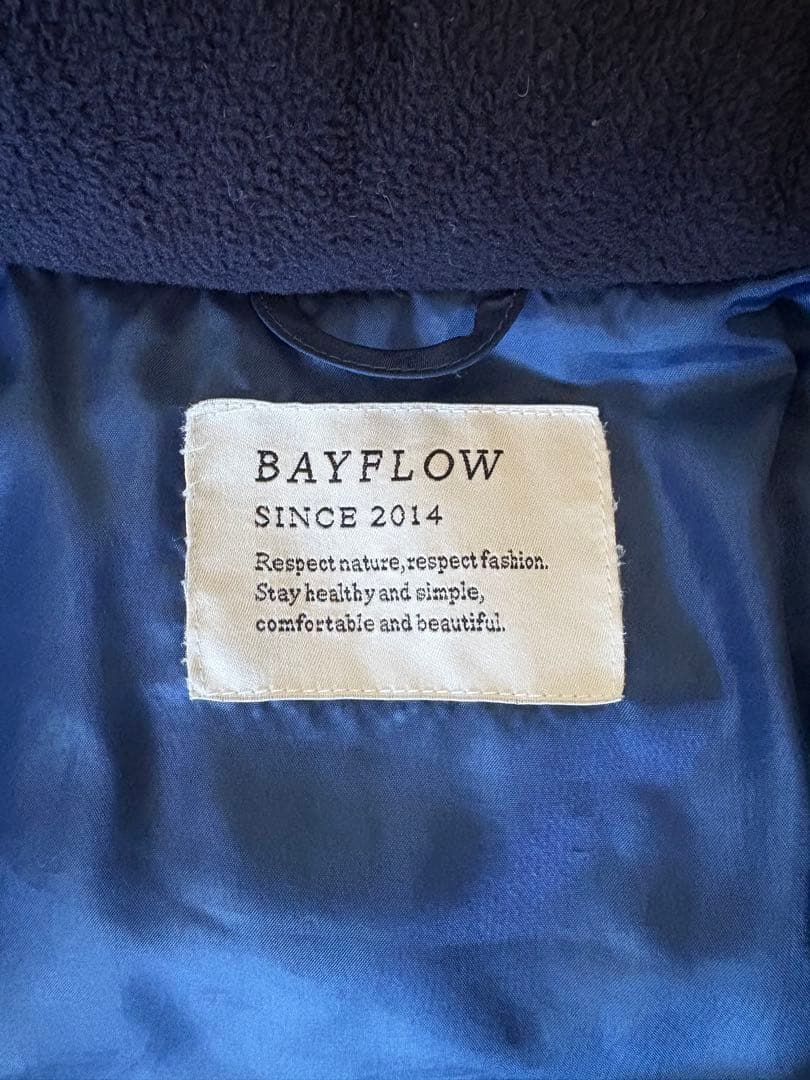 BAYFLOW
SINCE 2014
Respect nature, respect fashion.
Stay healthy and simple,
comfortable and beautiful.